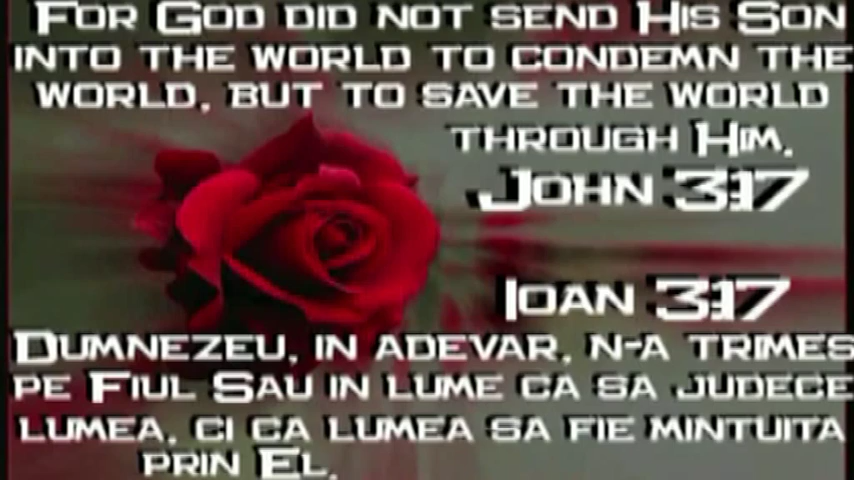 For God did not send His Son
into the world to condemn the
world, but to save the world
through Him.
John 3:17
Ioan 3:17
Dumnezeu, in adevar, n-a trimes
pe Fiul Sau in lume ca sa judece
lumea, ci ca lumea sa fie mintuita
prin El.